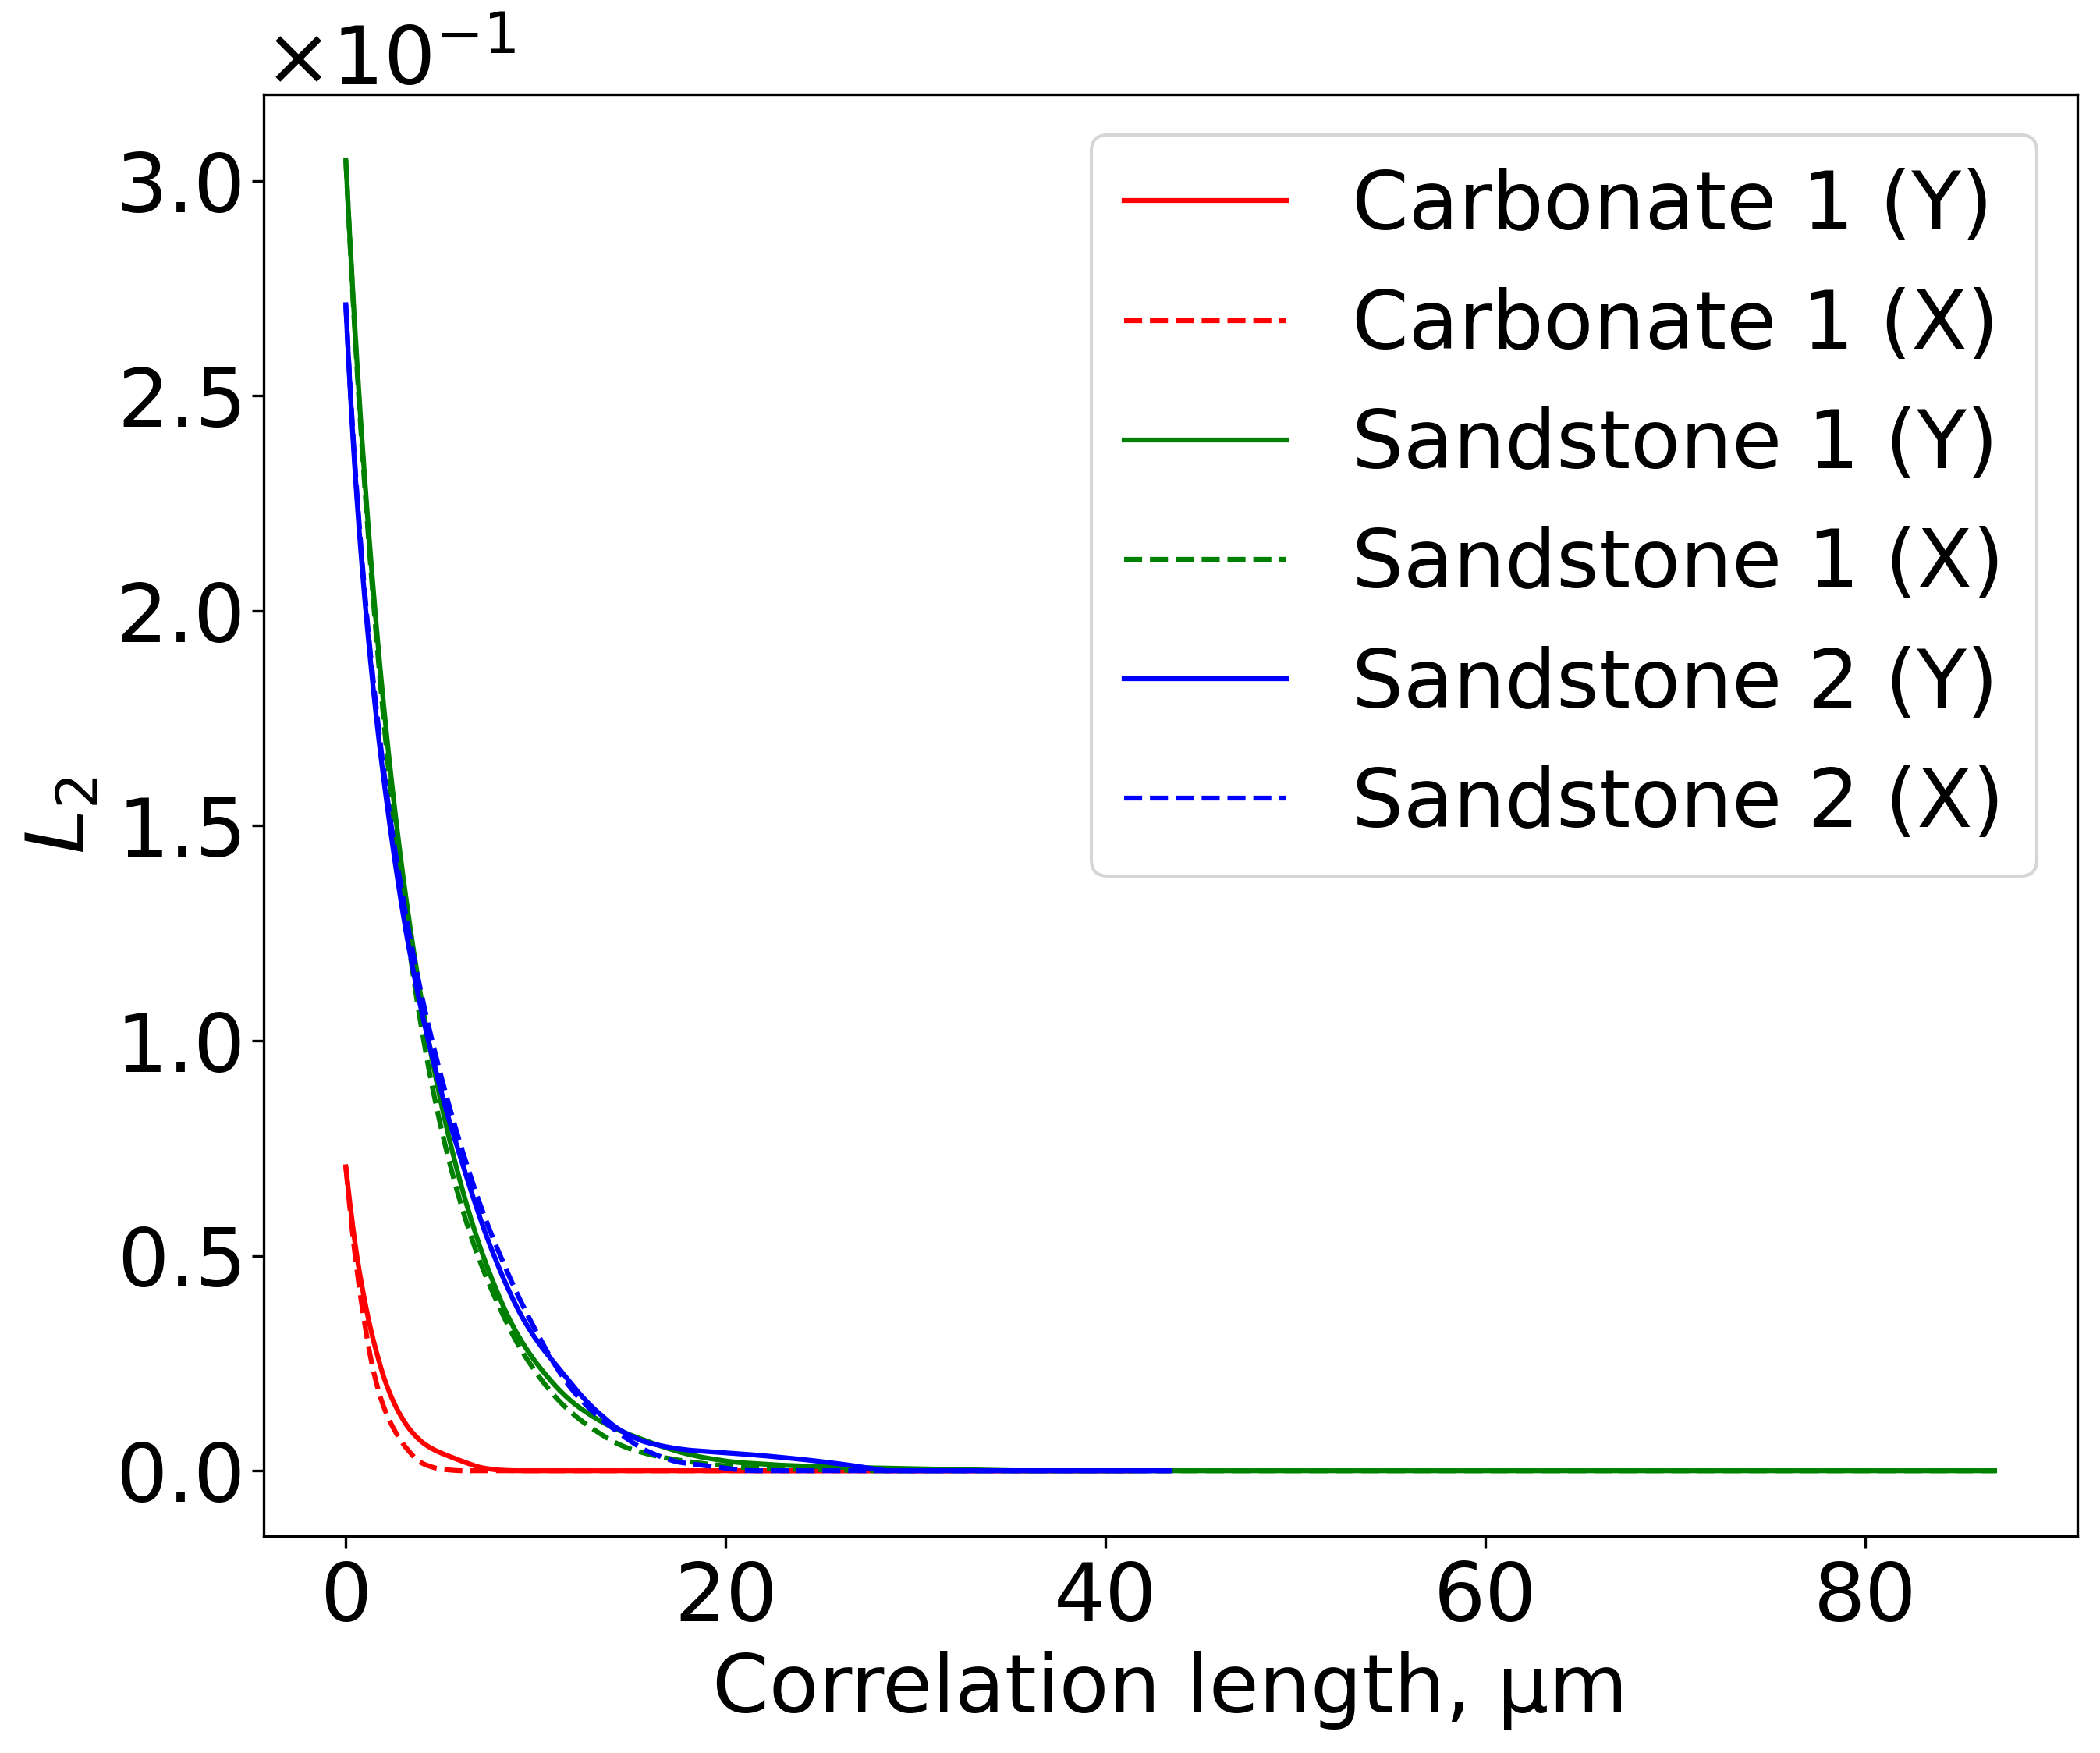 ×10⁻¹
3.0
2.5
2.0
1.5
1.0
0.5
0.0
L₂
Carbonate 1 (Y)
Carbonate 1 (X)
Sandstone 1 (Y)
Sandstone 1 (X)
Sandstone 2 (Y)
Sandstone 2 (X)
0 20 40 60 80
Correlation length, µm